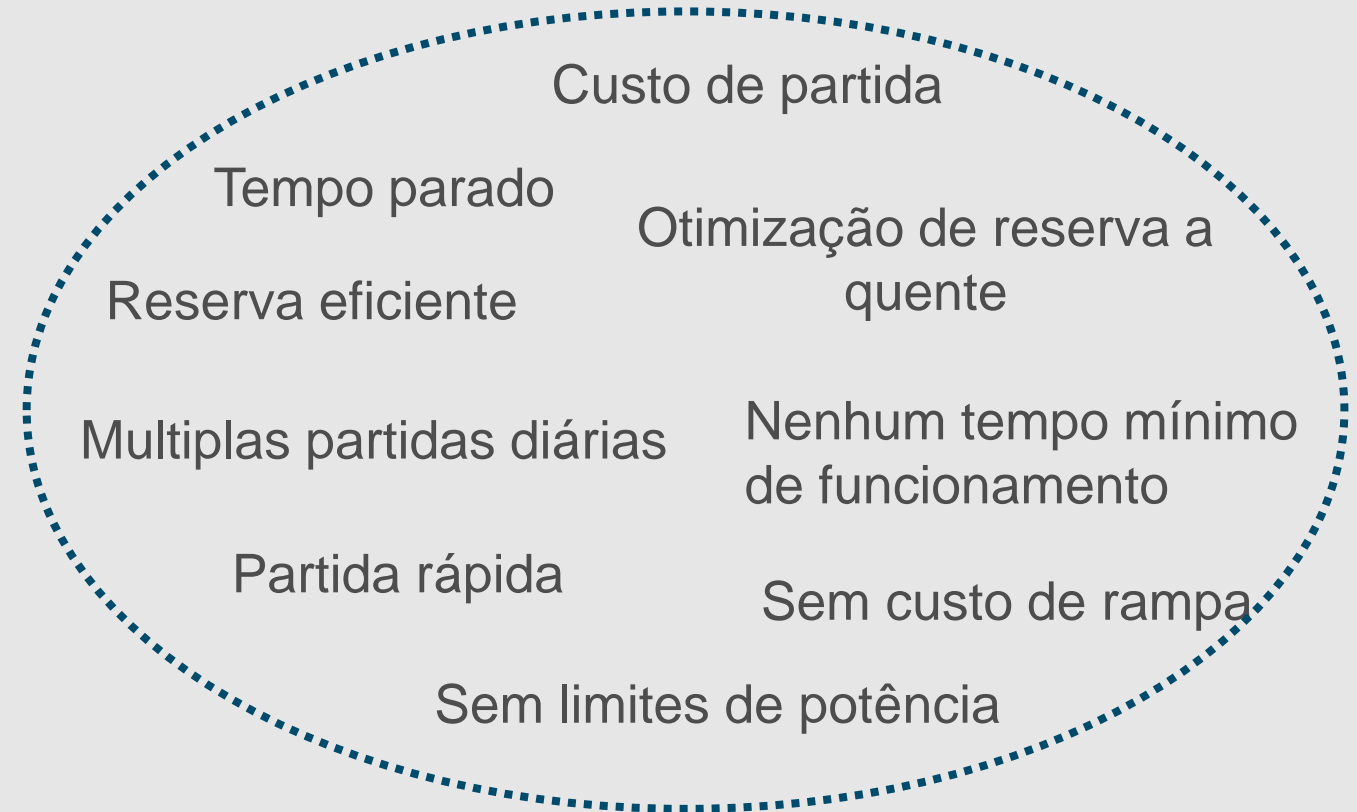 Custo de partida
Tempo parado
Otimização de reserva a
quente
Reserva eficiente
Multiplas partidas diárias
Nenhum tempo mínimo
de funcionamento
Partida rápida
Sem custo de rampa
Sem limites de potência